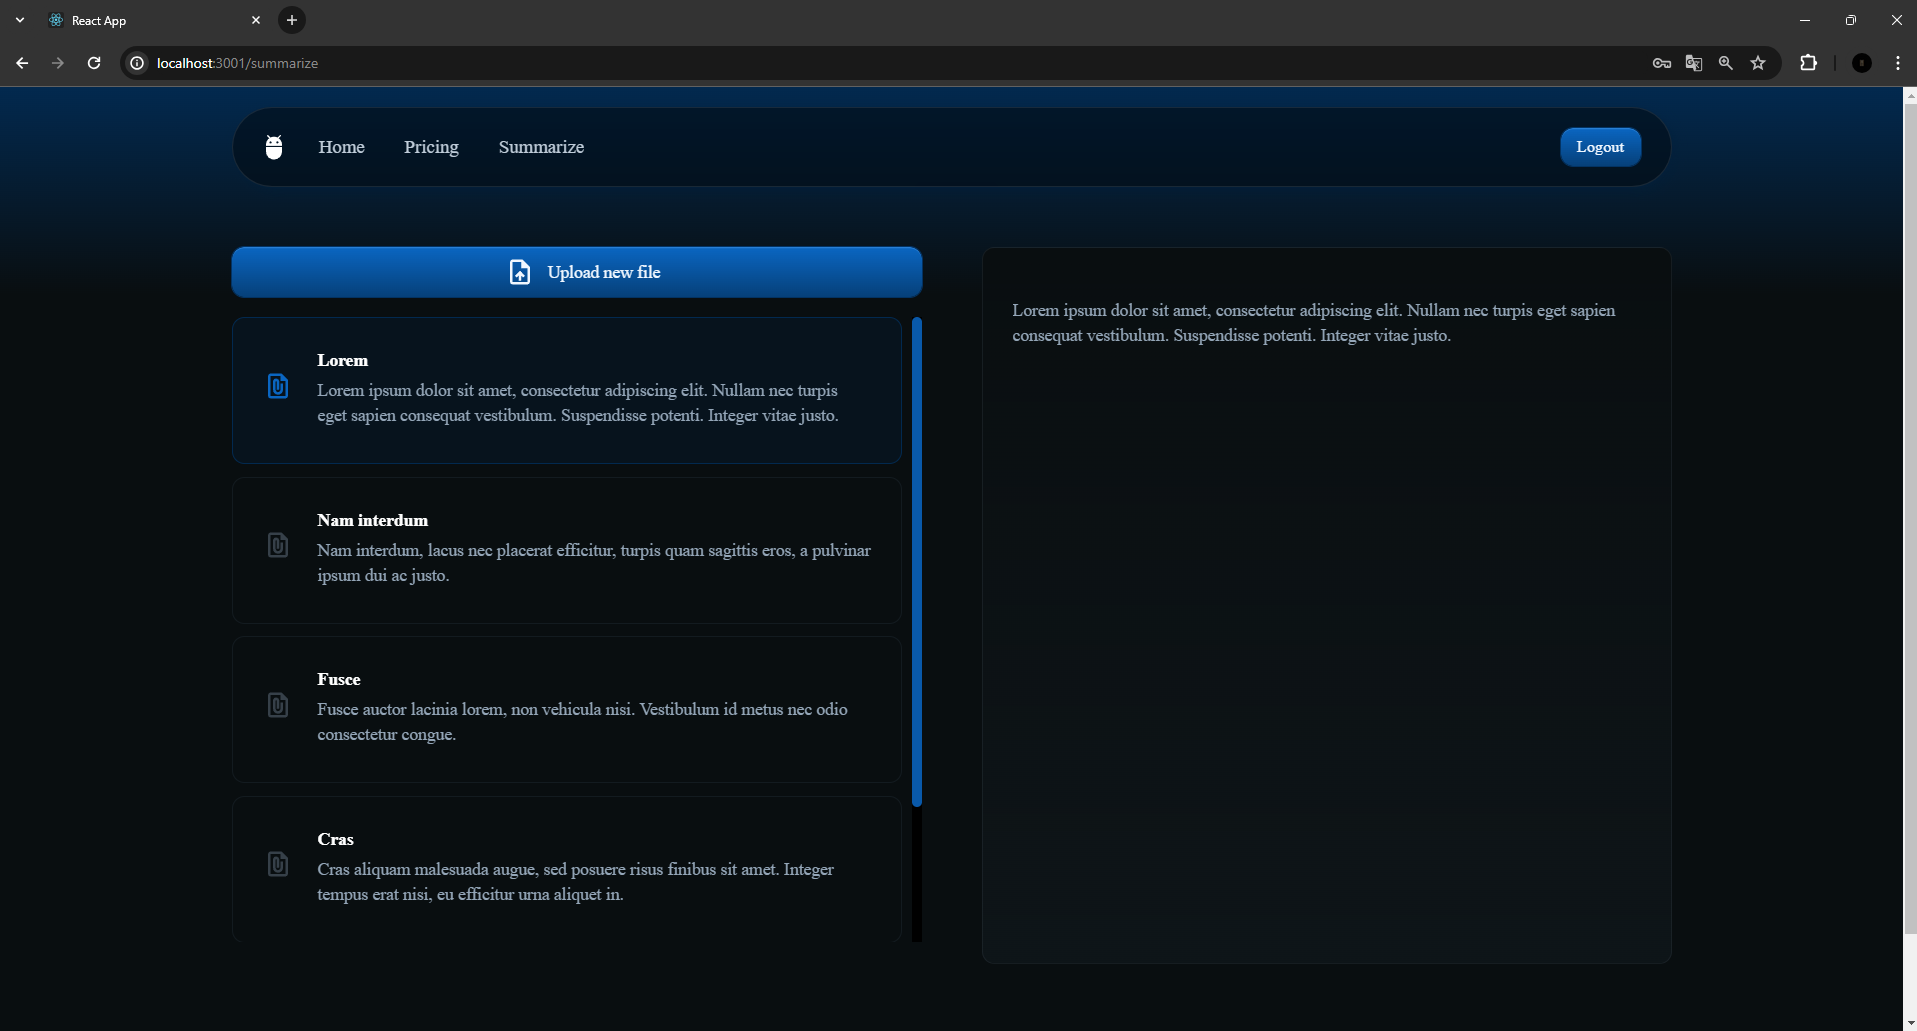 React App
localhost:3001/summarize
Home
Pricing
Summarize
Logout
Upload new file
Lorem
Lorem ipsum dolor sit amet, consectetur adipiscing elit. Nullam nec turpis
eget sapien consequat vestibulum. Suspendisse potenti. Integer vitae justo.
Nam interdum
Nam interdum, lacus nec placerat efficitur, turpis quam sagittis eros, a pulvinar
ipsum dui ac justo.
Fusce
Fusce auctor lacinia lorem, non vehicula nisi. Vestibulum id metus nec odio
consectetur congue.
Cras
Cras aliquam malesuada augue, sed posuere risus finibus sit amet. Integer
tempus erat nisi, eu efficitur urna aliquet in.
Lorem ipsum dolor sit amet, consectetur adipiscing elit. Nullam nec turpis eget sapien
consequat vestibulum. Suspendisse potenti. Integer vitae justo.